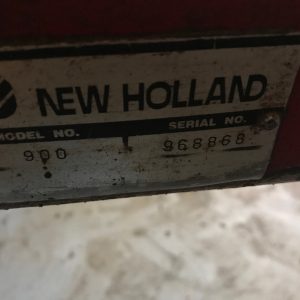 NEW HOLLAND
MODEL NO. SERIAL NO.
900 968868